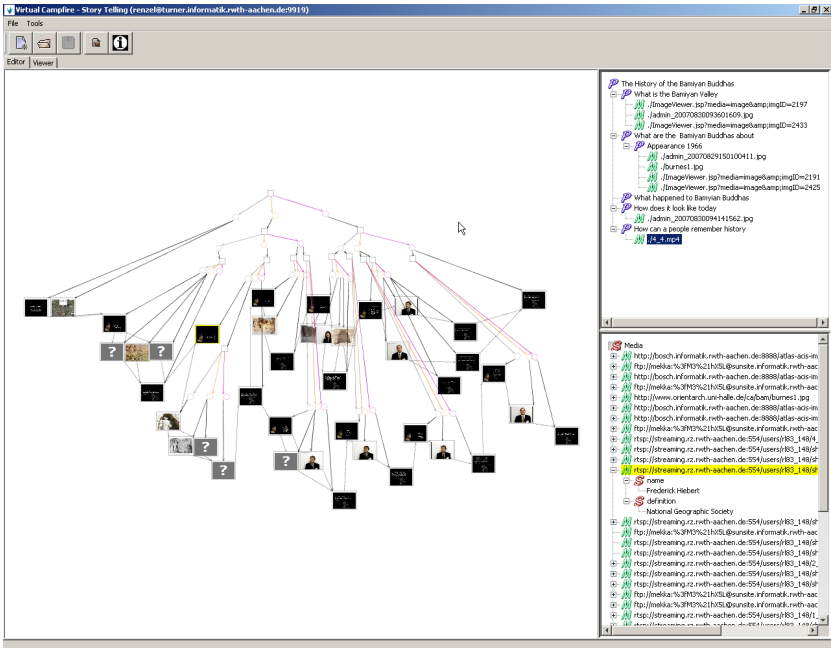 Virtual Campfire - Story Telling (renzel@turner.informatik.rwth-aachen.de:9919)
File Tools
Editor Viewer
The History of the Bamiyan Buddhas
What is the Bamiyan Valley
./ImageViewer.jsp?media=image&amp;imgID=2197
./admin_20070830093601609.jpg
./ImageViewer.jsp?media=image&amp;imgID=2433
What are the Bamiyan Buddhas about
Appearance 1966
./admin_20070829150100411.jpg
./burnes1.jpg
./ImageViewer.jsp?media=image&amp;imgID=2191
./ImageViewer.jsp?media=image&amp;imgID=2425
What happened to Bamyian Buddhas
How does it look like today
./admin_20070830094141562.jpg
How can a people remember history
./4_4.mp4
? ?
?
?
?
Media
http://bosch.informatik.rwth-aachen.de:8888/atlas-acis-im
ftp://mekka:%3fM3%21hX5L@sunsite.informatik.rwth-aac
http://bosch.informatik.rwth-aachen.de:8888/atlas-acis-im
ftp://mekka:%3fM3%21hX5L@sunsite.informatik.rwth-aac
http://www.orientarch.uni-halle.de/ca/bam/burnes1.jpg
http://bosch.informatik.rwth-aachen.de:8888/atlas-acis-im
http://bosch.informatik.rwth-aachen.de:8888/atlas-acis-im
ftp://mekka:%3fM3%21hX5L@sunsite.informatik.rwth-aac
rtsp://streaming.rz.rwth-aachen.de:554/users/rl83_148/4_
rtsp://streaming.rz.rwth-aachen.de:554/users/rl83_148/sh
rtsp://streaming.rz.rwth-aachen.de:554/users/rl83_148/sh
rtsp://streaming.rz.rwth-aachen.de:554/users/rl83_148/sh
name
Frederick Hiebert
definition
National Geographic Society
rtsp://streaming.rz.rwth-aachen.de:554/users/rl83_148/sh
ftp://mekka:%3fM3%21hX5L@sunsite.informatik.rwth-aac
rtsp://streaming.rz.rwth-aachen.de:554/users/rl83_148/sh
rtsp://streaming.rz.rwth-aachen.de:554/users/rl83_148/sh
rtsp://streaming.rz.rwth-aachen.de:554/users/rl83_148/2_
rtsp://streaming.rz.rwth-aachen.de:554/users/rl83_148/sh
rtsp://streaming.rz.rwth-aachen.de:554/users/rl83_148/sh
ftp://mekka:%3fM3%21hX5L@sunsite.informatik.rwth-aac
ftp://mekka:%3fM3%21hX5L@sunsite.informatik.rwth-aac
rtsp://streaming.rz.rwth-aachen.de:554/users/rl83_148/1_